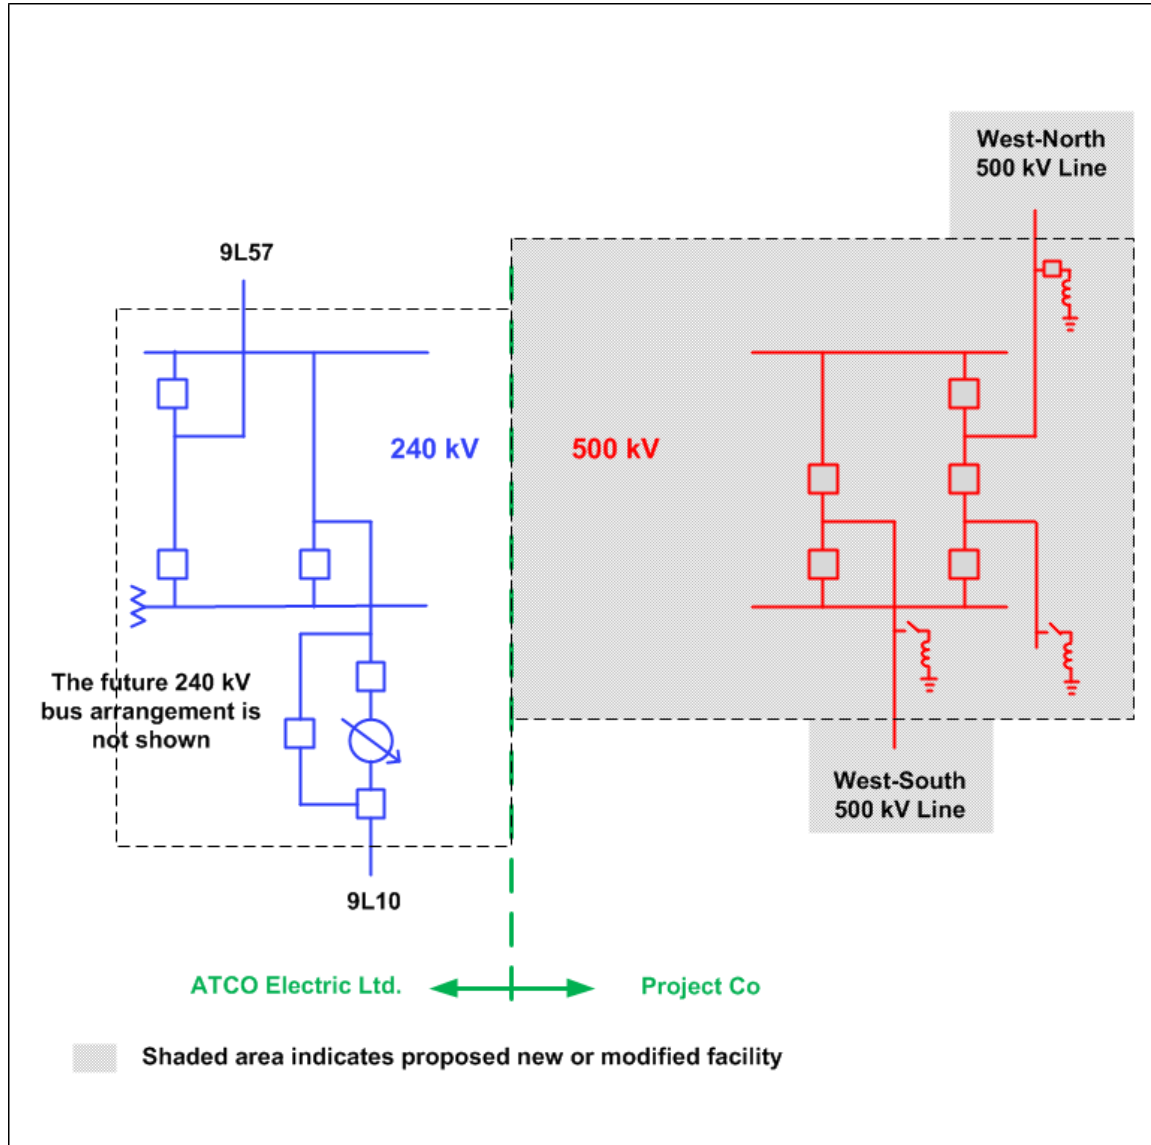 West-North
500 kV Line
9L57
240 kV
500 kV
The future 240 kV
bus arrangement is
not shown
West-South
500 kV Line
9L10
ATCO Electric Ltd.
Project Co
Shaded area indicates proposed new or modified facility